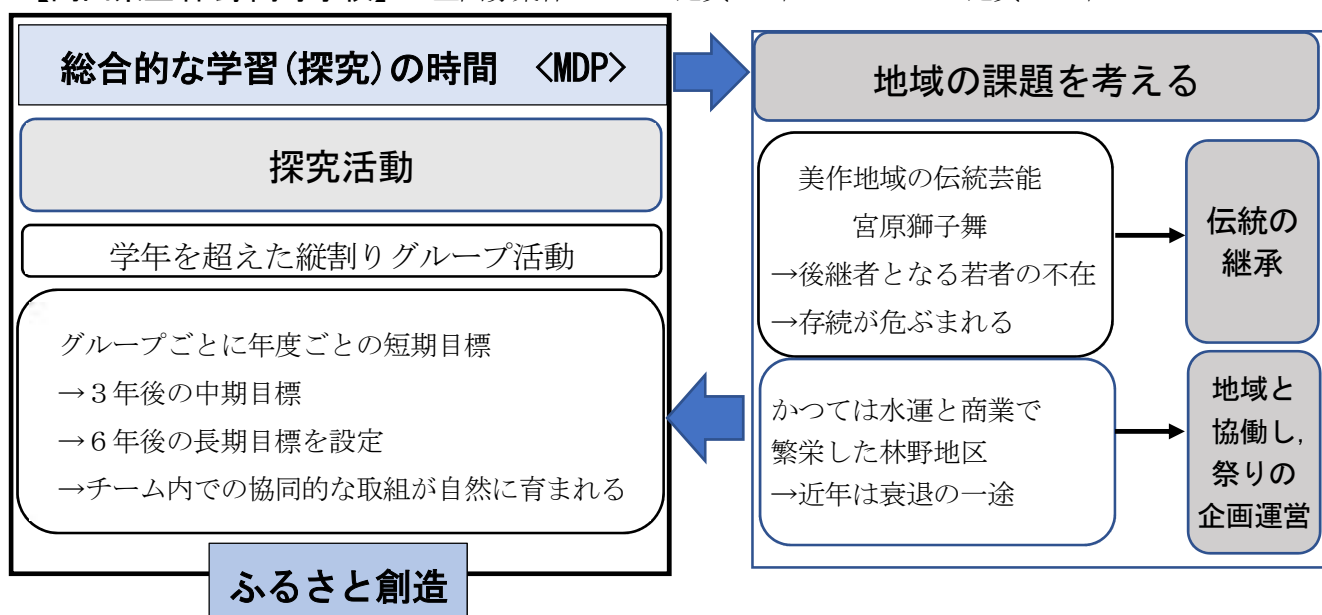 総合的な学習(探究)の時間 <MDP>
探究活動
学年を超えた縦割りグループ活動
グループごとに年度ごとの短期目標
→３年後の中期目標
→６年後の長期目標を設定
→チーム内での協同的な取組が自然に育まれる
ふるさと創造
地域の課題を考える
美作地域の伝統芸能
宮原獅子舞
→後継者となる若者の不在
→存続が危ぶまれる
伝統の
継承
かつては水運と商業で
繁栄した林野地区
→近年は衰退の一途
地域と
協働し,
祭りの
企画運営